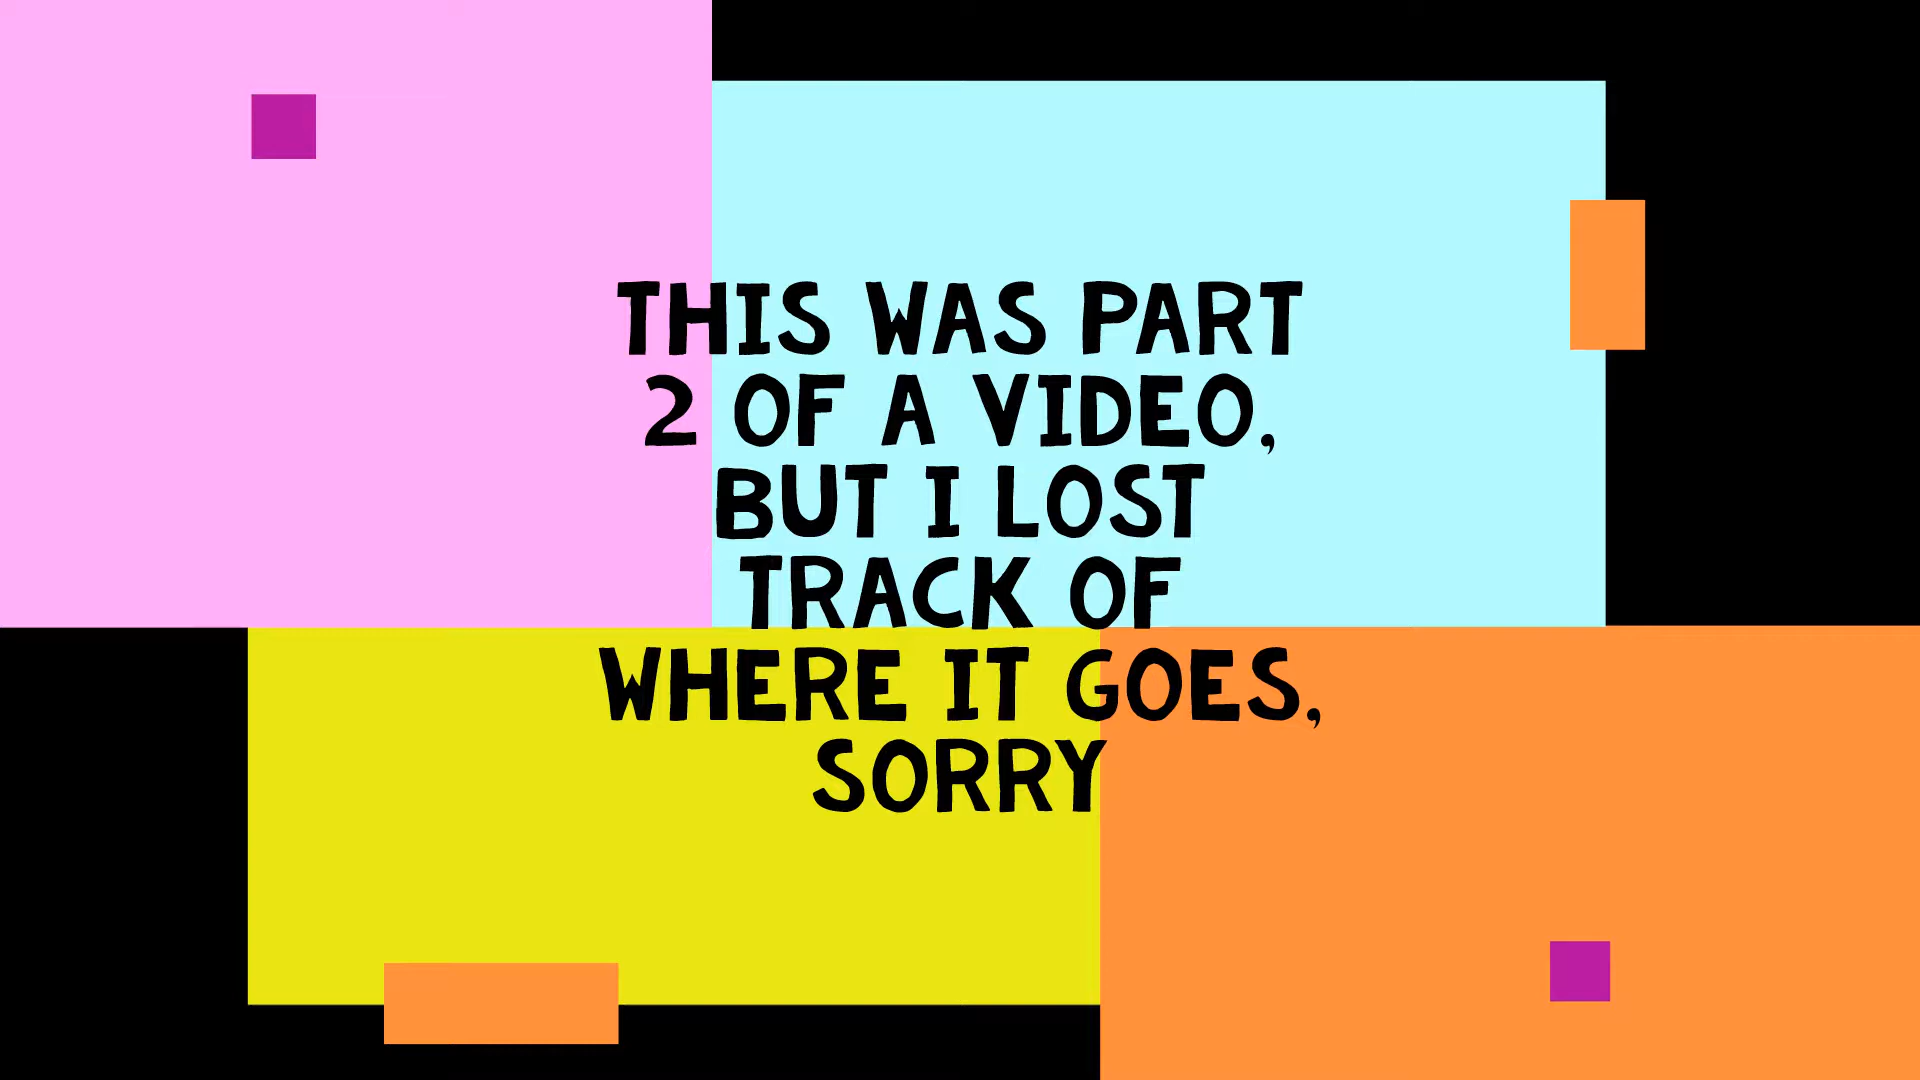 THIS WAS PART
2 OF A VIDEO,
BUT I LOST
TRACK OF
WHERE IT GOES,
SORRY